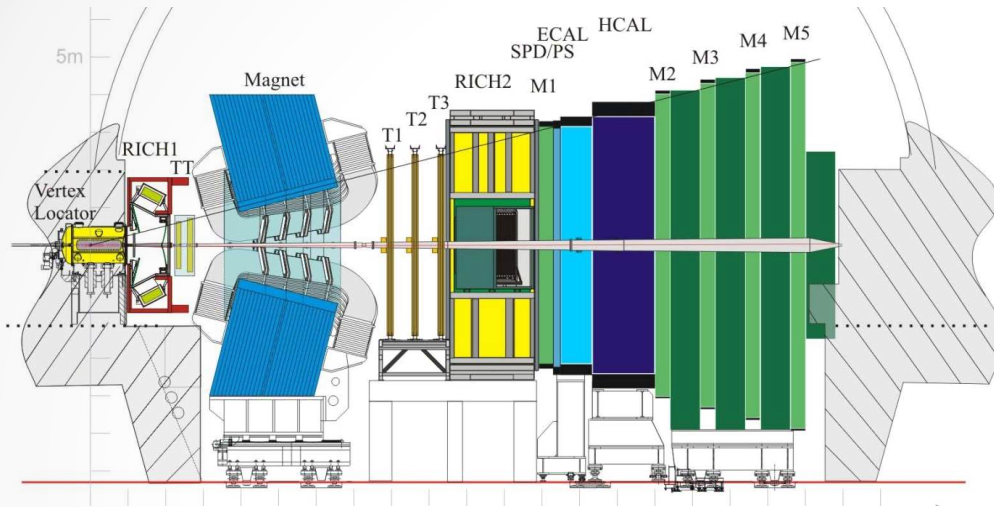 5m
Vertex
Locator
RICH1
TT
Magnet
T1
T2
T3
RICH2
M1
SPD/PS
ECAL
HCAL
M2
M3
M4
M5